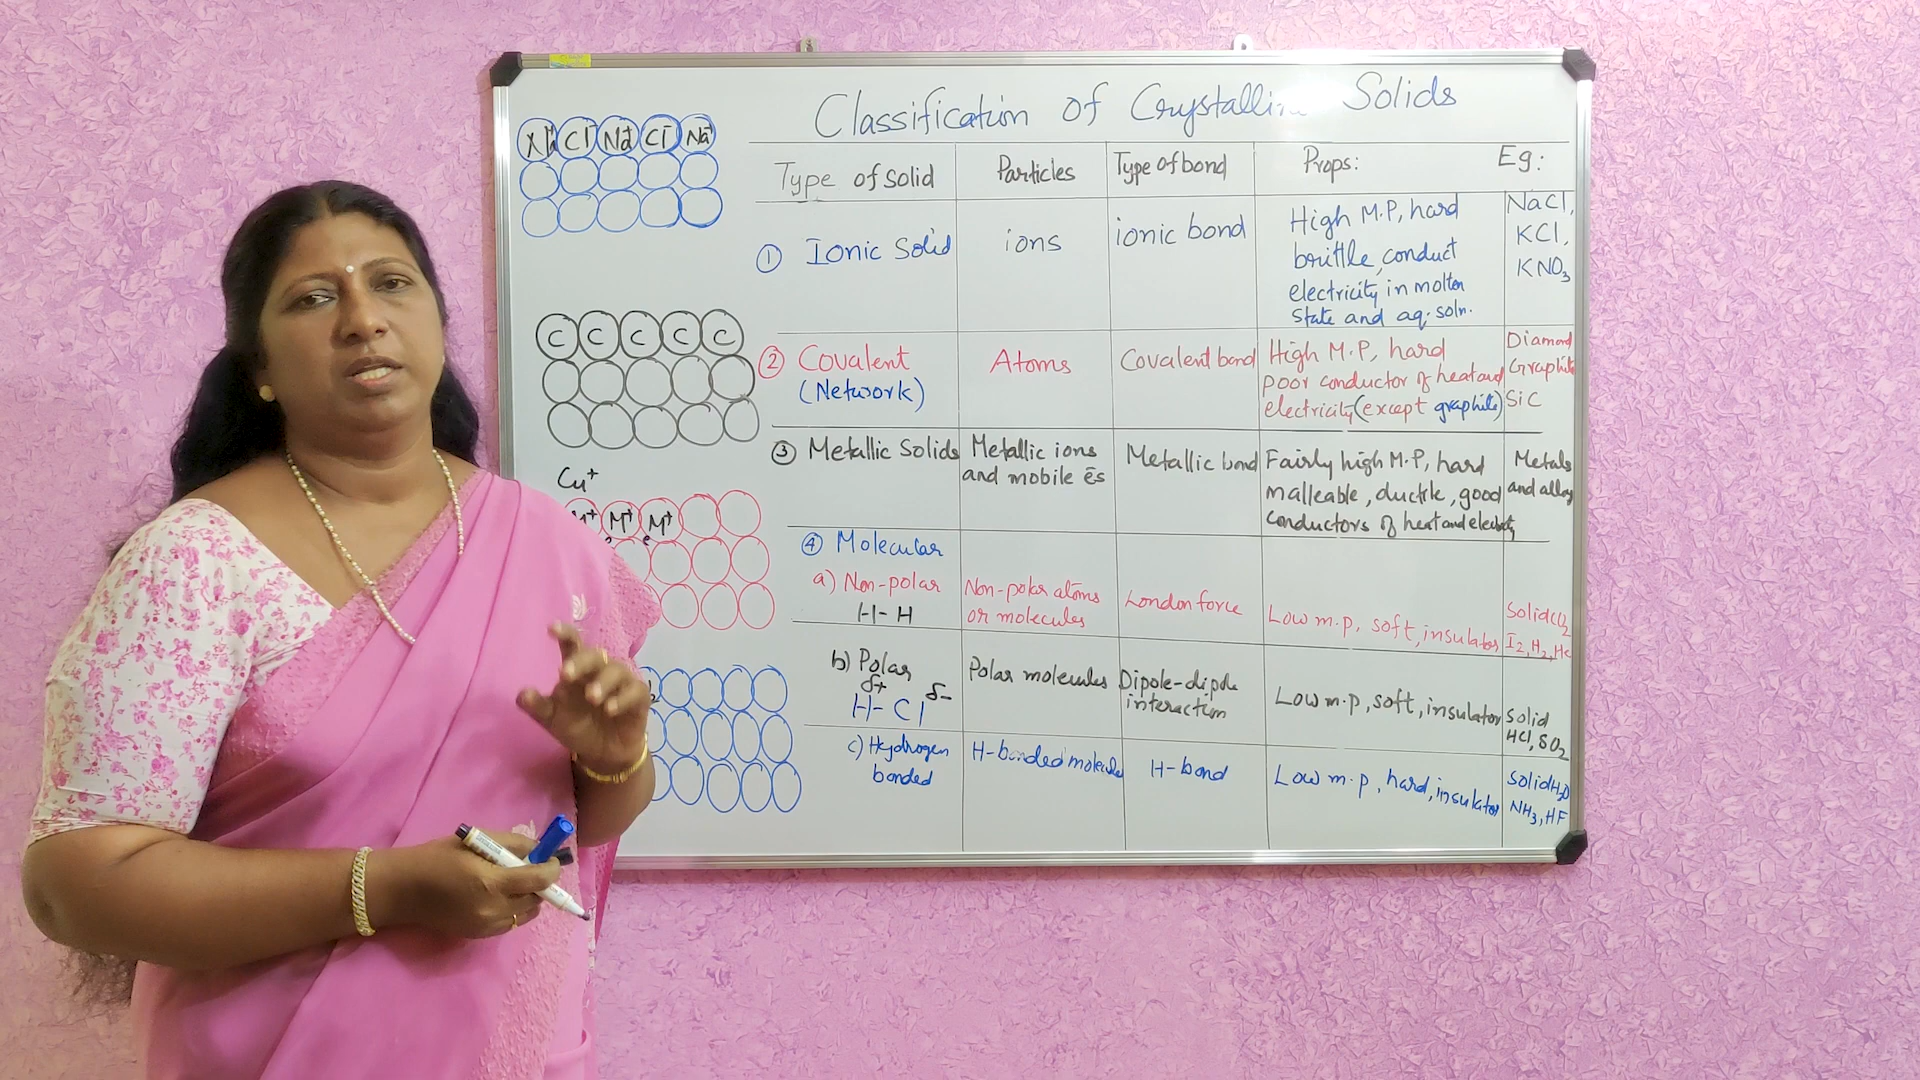 Classification of Crystalline Solids
Type of solid Particles Type of bond Props: Eg:
① Ionic Solid ions ionic bond High M.P, hard
brittle, conduct
electricity in molten
state and aq. soln.
NaCl,
KCl,
KNO3
② Covalent
(Network)
Atoms Covalent bond High M.P, hard
poor conductor of heat and
electricity (except graphite)
Diamond
Graphite
SiC
③ Metallic Solids Metallic ions
and mobile ēs
Metallic bond Fairly high M.P, hard
malleable, ductile, good
conductors of heat and
Metals
and alloy
④ Molecular
a) Non-polar
H-H
Non-polar atoms
or molecules
London force Low m.p, soft, insulator
Solid
I2, H2,
b) Polar
δ+ δ-
H-Cl
Polar molecules Dipole-dipole
interaction
Low m.p, soft, insulator Solid
HCl, SO2
c) Hydrogen
bonded
H-bonded H-bond Low m.p, hard, insulator Solid H2O
NH3, HF
Cl- Na+ Cl- Na+
C C C C C
Cu+
M+ M+